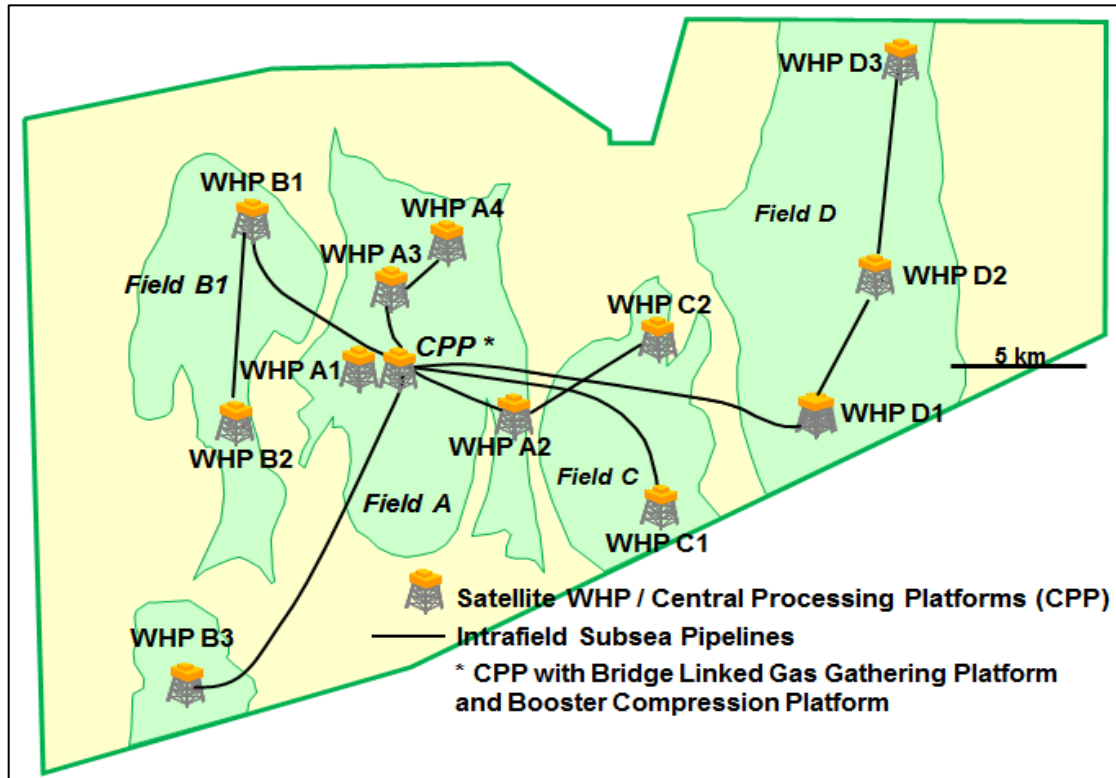 WHP D3
WHP B1
WHP A4
Field D
WHP A3
Field B1
WHP D2
WHP C2
CPP *
5 km
WHP A1
WHP D1
WHP A2
WHP B2
Field C
Field A
WHP C1
Satellite WHP / Central Processing Platforms (CPP)
Intrafield Subsea Pipelines
WHP B3
* CPP with Bridge Linked Gas Gathering Platform
and Booster Compression Platform